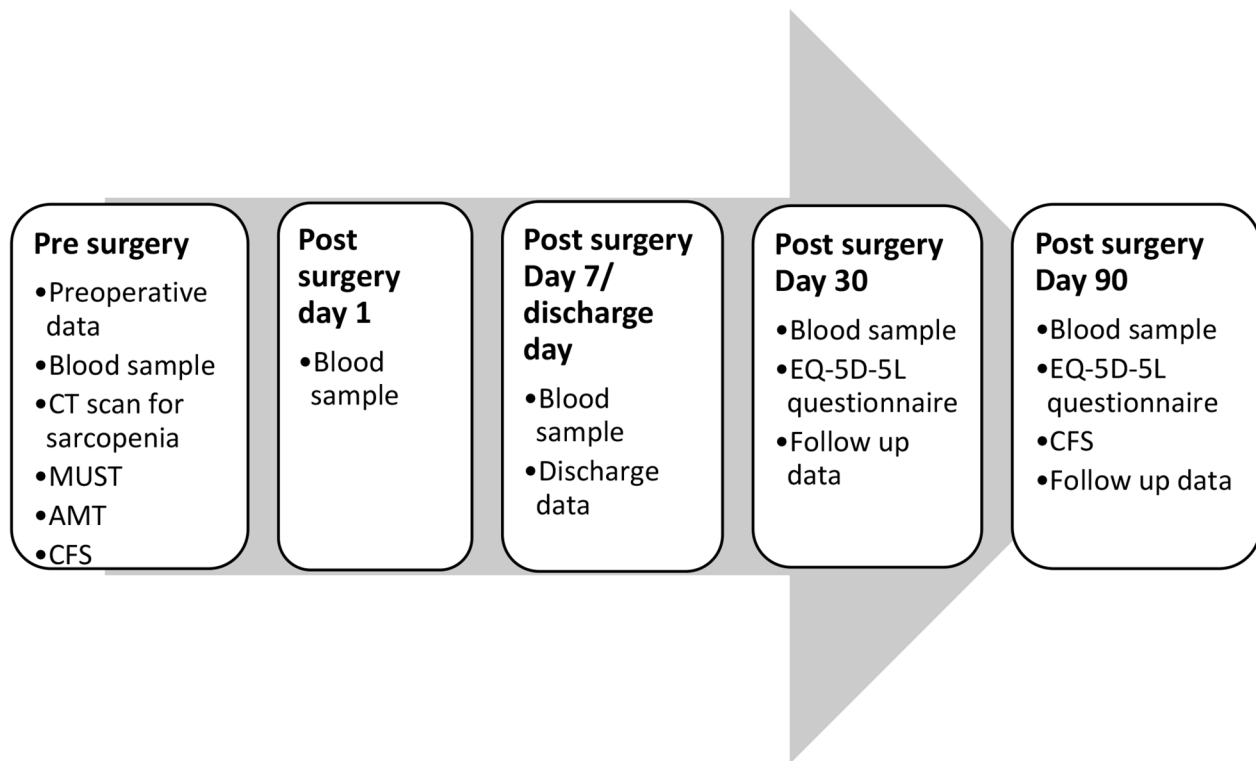 Pre surgery
•Preoperative
data
•Blood sample
•CT scan for
sarcopenia
•MUST
•AMT
•CFS
Post
surgery
day 1
•Blood
sample
Post surgery
Day 7/
discharge
day
•Blood
sample
•Discharge
data
Post surgery
Day 30
•Blood sample
•EQ-5D-5L
questionnaire
•Follow up
data
Post surgery
Day 90
•Blood sample
•EQ-5D-5L
questionnaire
•CFS
•Follow up data